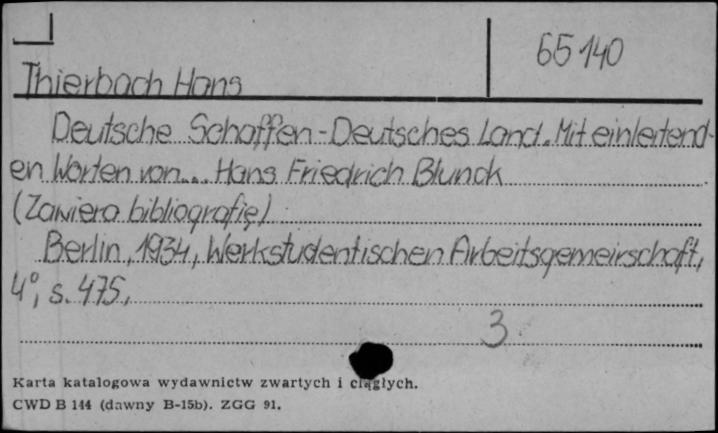 65140
Thierbach Hans
Deutsche Schaffen - Deutsches Land. Mit einleitend-
en Worten von... Hans Friedrich Blunck
(Zawiera bibliografię)
Berlin, 1934, Werkstudentischen Arbeitsgemeirschaft,
4°, s. 475,
3
Karta katalogowa wydawnictw zwartych i ciągłych.
CWD B 144 (dawny B-15b). ZGG 91.